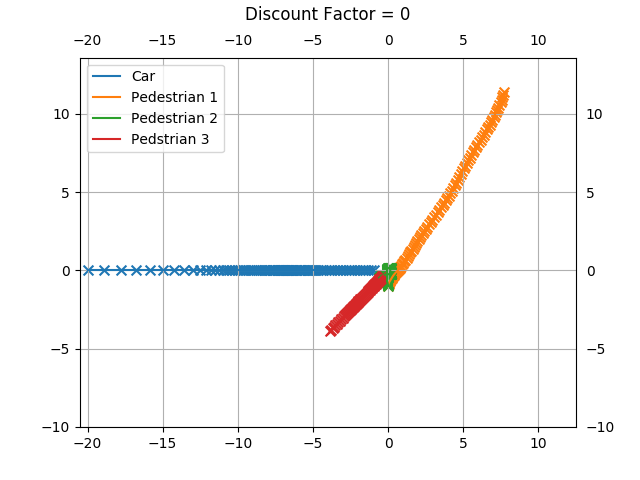 Discount Factor = 0
−20 −15 −10 −5 0 5 10
Car
Pedestrian 1
Pedestrian 2
Pedstrian 3
10 10
5 5
0 0
−5 −5
−10 −10
−20 −15 −10 −5 0 5 10